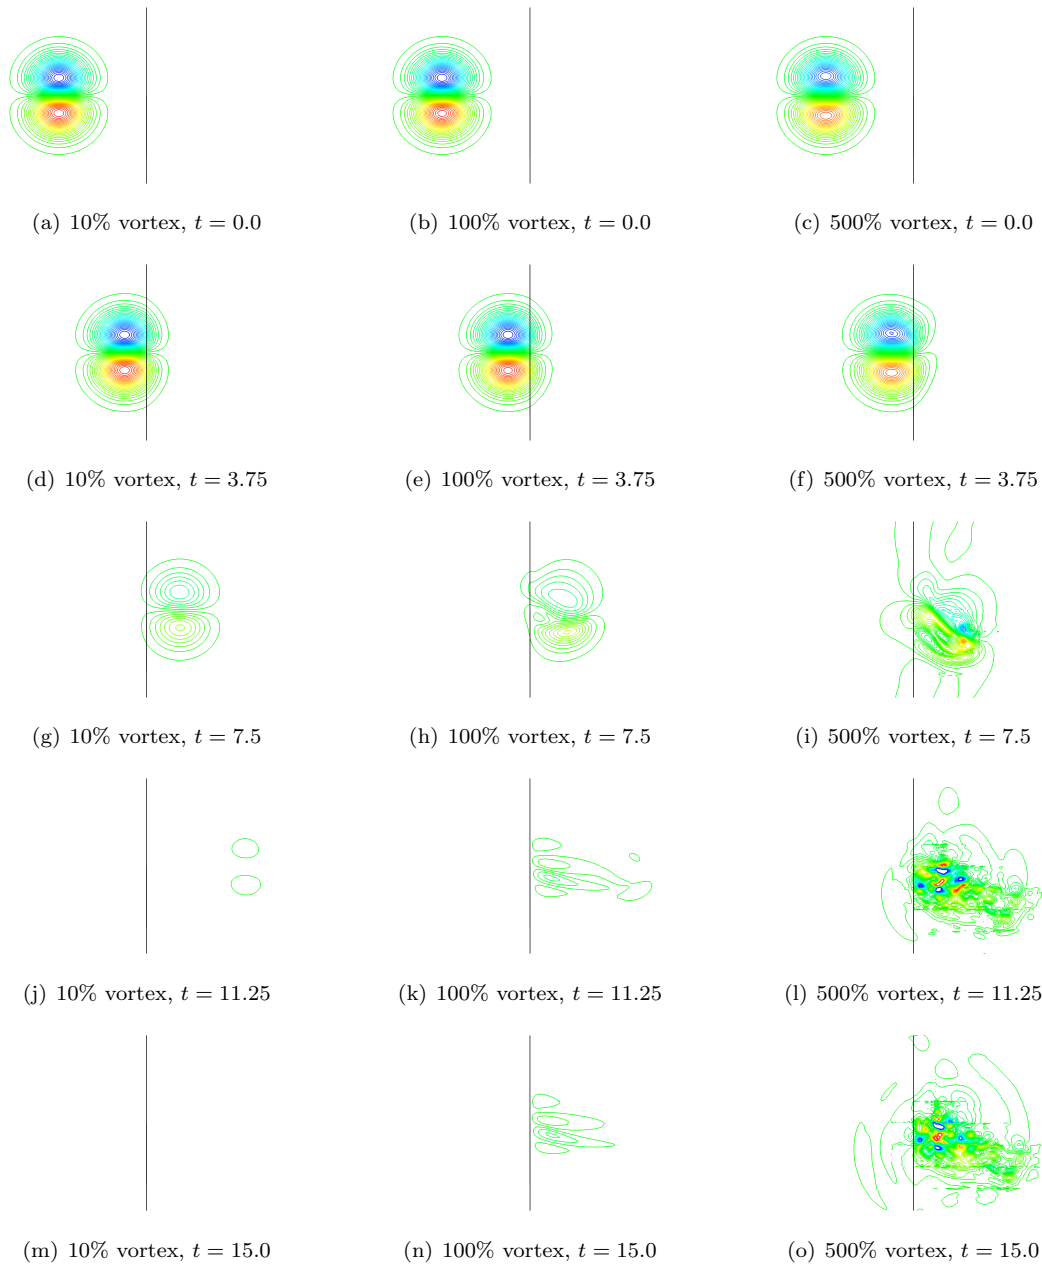 (a) 10% vortex, t = 0.0
(b) 100% vortex, t = 0.0
(c) 500% vortex, t = 0.0
(d) 10% vortex, t = 3.75
(e) 100% vortex, t = 3.75
(f) 500% vortex, t = 3.75
(g) 10% vortex, t = 7.5
(h) 100% vortex, t = 7.5
(i) 500% vortex, t = 7.5
(j) 10% vortex, t = 11.25
(k) 100% vortex, t = 11.25
(l) 500% vortex, t = 11.25
(m) 10% vortex, t = 15.0
(n) 100% vortex, t = 15.0
(o) 500% vortex, t = 15.0